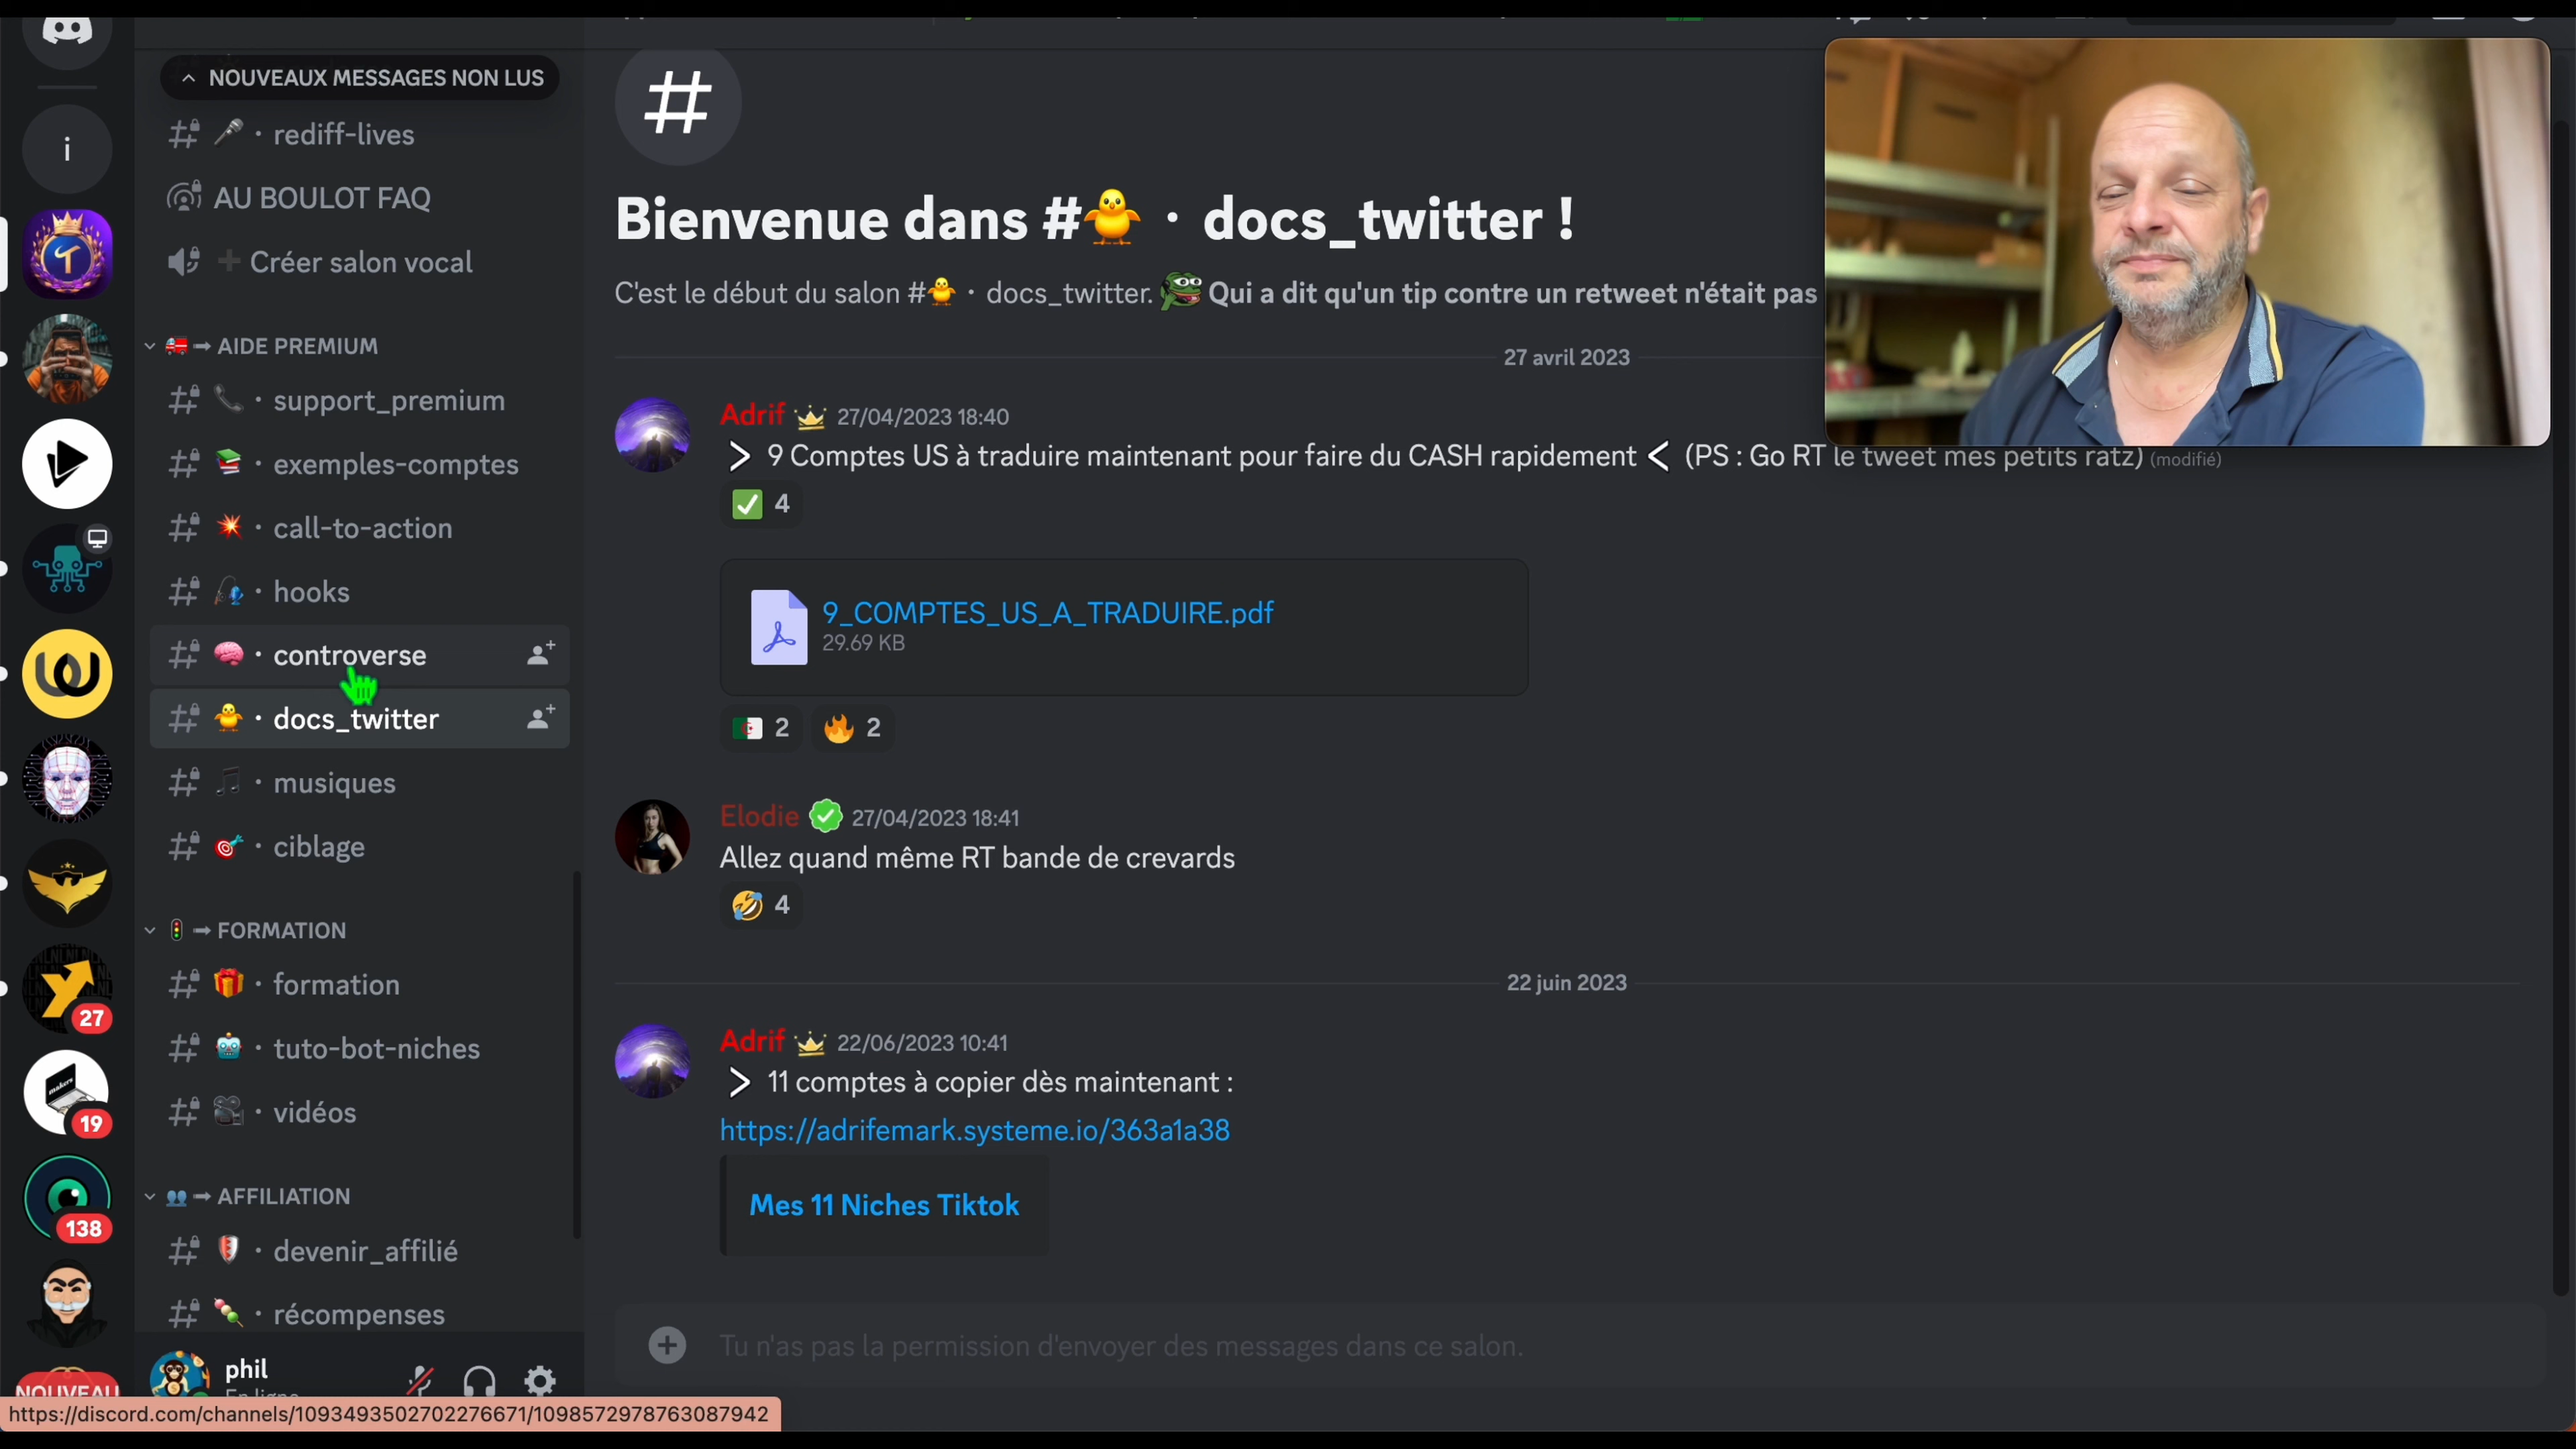 NOUVEAUX MESSAGES NON LUS
rediff-lives
AU BOULOT FAQ
Créer salon vocal
AIDE PREMIUM
support_premium
exemples-comptes
call-to-action
hooks
controverse
docs_twitter
musiques
ciblage
FORMATION
formation
tuto-bot-niches
vidéos
AFFILIATION
devenir_affilié
récompenses
i
27
19
138
NOUVEAU
phil
En ligne
https://discord.com/channels/1093493502702276671/1098572978763087942
Bienvenue dans #🐥・docs_twitter !
C'est le début du salon #🐥・docs_twitter. Qui a dit qu'un tip contre un retweet n'était pas
27 avril 2023
Adrif 27/04/2023 18:40
> 9 Comptes US à traduire maintenant pour faire du CASH rapidement < (PS : Go RT le tweet mes petits ratz) (modifié)
4
9_COMPTES_US_A_TRADUIRE.pdf
29.69 KB
2 2
Elodie 27/04/2023 18:41
Allez quand même RT bande de crevards
4
22 juin 2023
Adrif 22/06/2023 10:41
> 11 comptes à copier dès maintenant :
https://adrifemark.systeme.io/363a1a38
Mes 11 Niches Tiktok
Tu n'as pas la permission d'envoyer des messages dans ce salon.